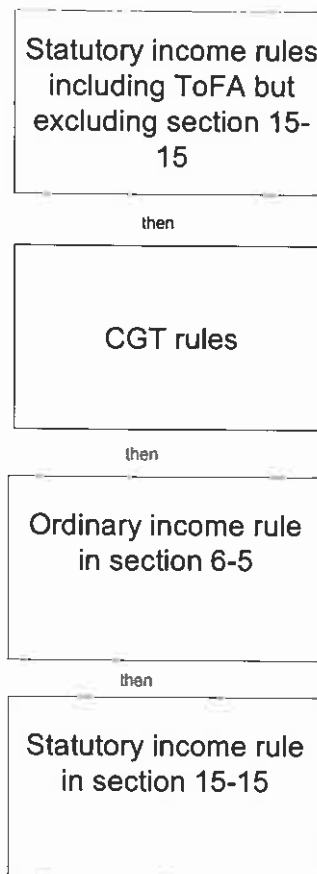 Statutory income rules
including ToFA but
excluding section 15-
15
then
CGT rules
then
Ordinary income rule
in section 6-5
then
Statutory income rule
in section 15-15